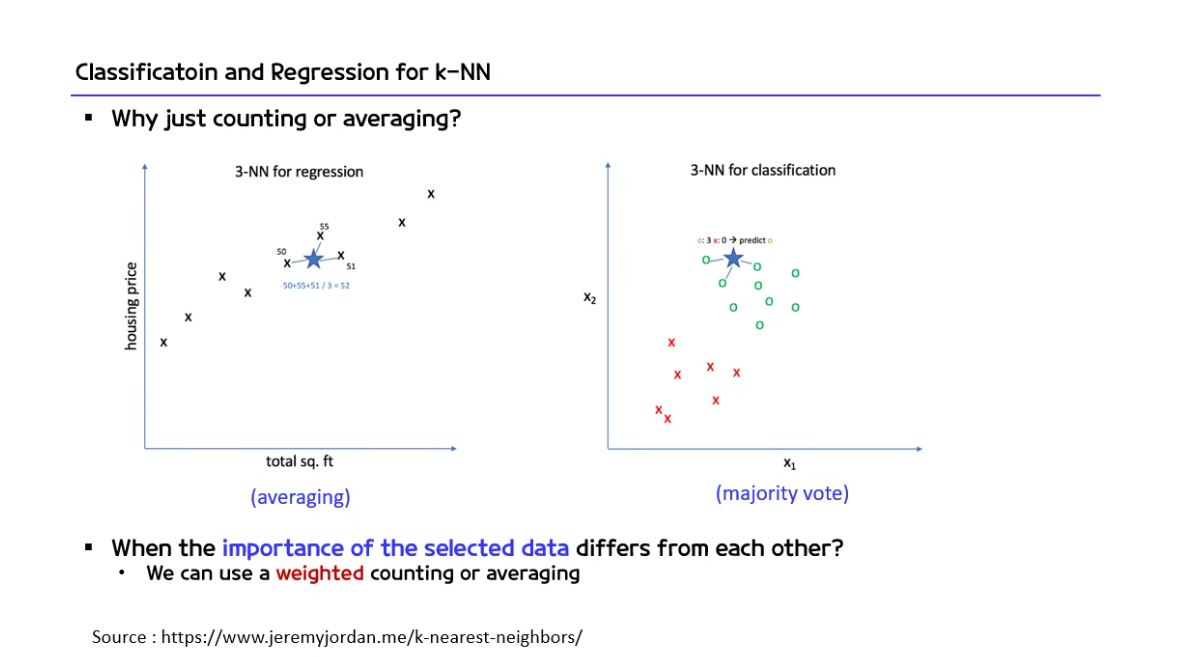 Classificatoin and Regression for k-NN
▪ Why just counting or averaging?
3-NN for regression
housing price
50
55
51
50+55+51 / 3 = 52
total sq. ft
(averaging)
3-NN for classification
o: 3 x: 0 → predict o
x₂
x₁
(majority vote)
▪ When the importance of the selected data differs from each other?
• We can use a weighted counting or averaging
Source : https://www.jeremyjordan.me/k-nearest-neighbors/